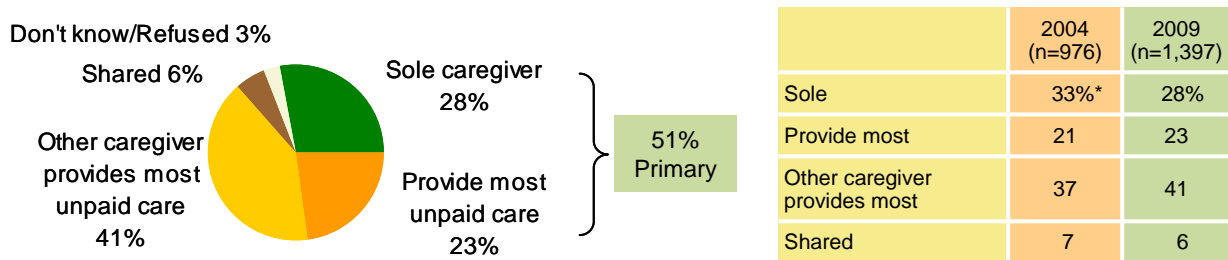 Don't know/Refused 3%
Shared 6%
Other caregiver
provides most
unpaid care
41%
Sole caregiver
28%
Provide most
unpaid care
23%
51%
Primary
2004
(n=976)
2009
(n=1,397)
Sole 33%* 28%
Provide most 21 23
Other caregiver
provides most 37 41
Shared 7 6